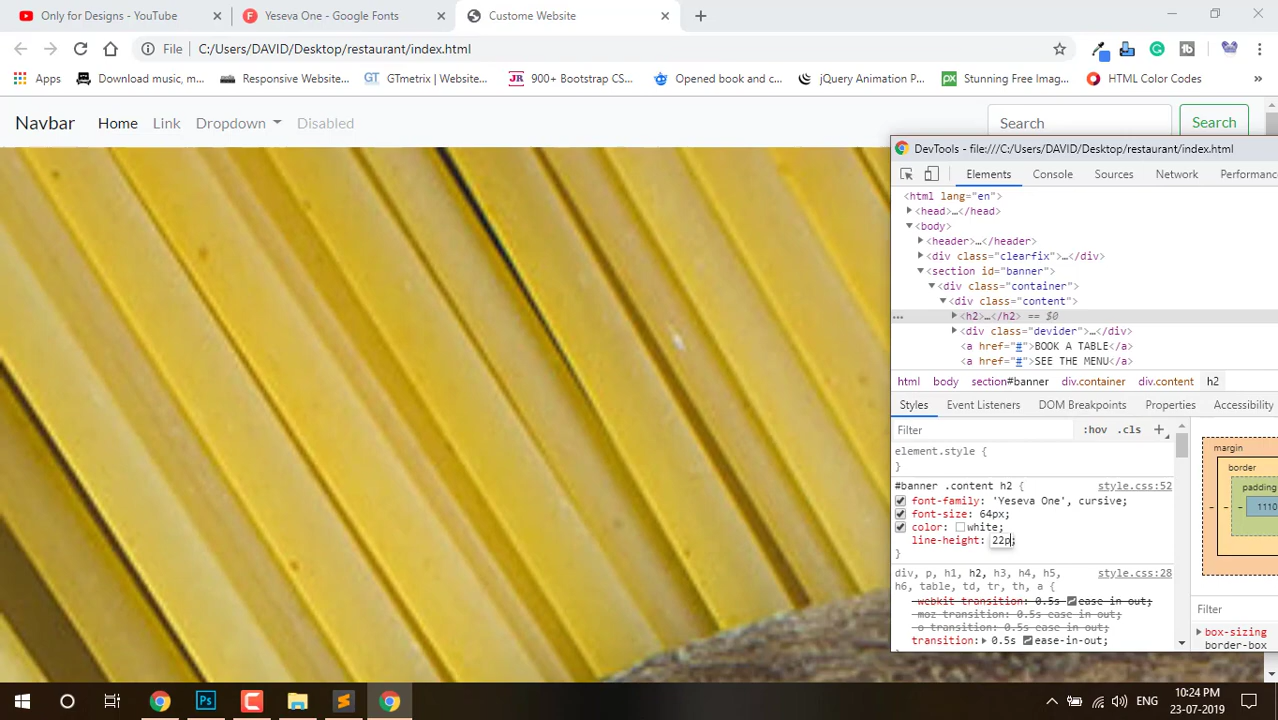 Only for Designs - YouTube
Yeseva One - Google Fonts
Custome Website
File
C:/Users/DAVID/Desktop/restaurant/index.html
Apps
Download music, m...
Responsive Website...
GT
GTmetrix | Website...
JR
900+ Bootstrap CS...
Opened book and c...
jQuery Animation P...
px
Stunning Free Imag...
HTML Color Codes
»
Navbar
Home
Link
Dropdown
Disabled
Search
Search
DevTools - file:///C:/Users/DAVID/Desktop/restaurant/index.html
Elements
Console
Sources
Network
Performance
<html lang="en">
<head>…</head>
<body>
<header>…</header>
<div class="clearfix">…</div>
<section id="banner">
<div class="container">
<div class="content">
... <h2>…</h2> == $0
<div class="devider">…</div>
<a href="#">BOOK A TABLE</a>
<a href="#">SEE THE MENU</a>
html body section#banner div.container div.content h2
Styles
Event Listeners
DOM Breakpoints
Properties
Accessibility
Filter
:hov .cls +
element.style {
}
#banner .content h2 { style.css:52
font-family: 'Yeseva One', cursive;
font-size: 64px;
color: white;
line-height: 22p;
}
div, p, h1, h2, h3, h4, h5, style.css:28
h6, table, td, tr, th, a {
-webkit-transition: 0.5s ease-in-out;
-moz-transition: 0.5s ease-in-out;
-o-transition: 0.5s ease-in-out;
transition: 0.5s ease-in-out;
margin
border
padding
1110
Filter
box-sizing
border-box
ENG
10:24 PM
23-07-2019